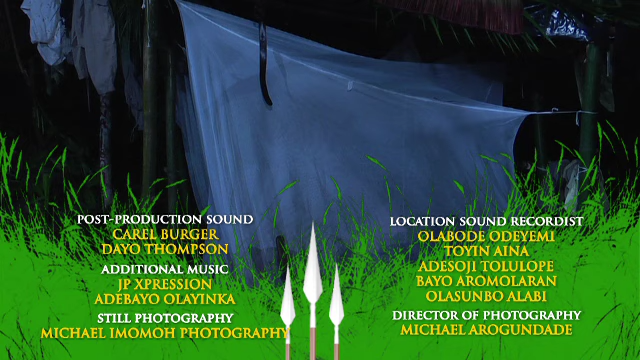 POST-PRODUCTION SOUND
CAREL BURGER
DAYO THOMPSON
ADDITIONAL MUSIC
JP XPRESSION
ADEBAYO OLAYINKA
STILL PHOTOGRAPHY
MICHAEL IMOMOH PHOTOGRAPHY
LOCATION SOUND RECORDIST
OLABODE ODEYEMI
TOYIN AINA
ADESOJI TOLULOPE
BAYO AROMOLARAN
OLASUNBO ALABI
DIRECTOR OF PHOTOGRAPHY
MICHAEL AROGUNDADE